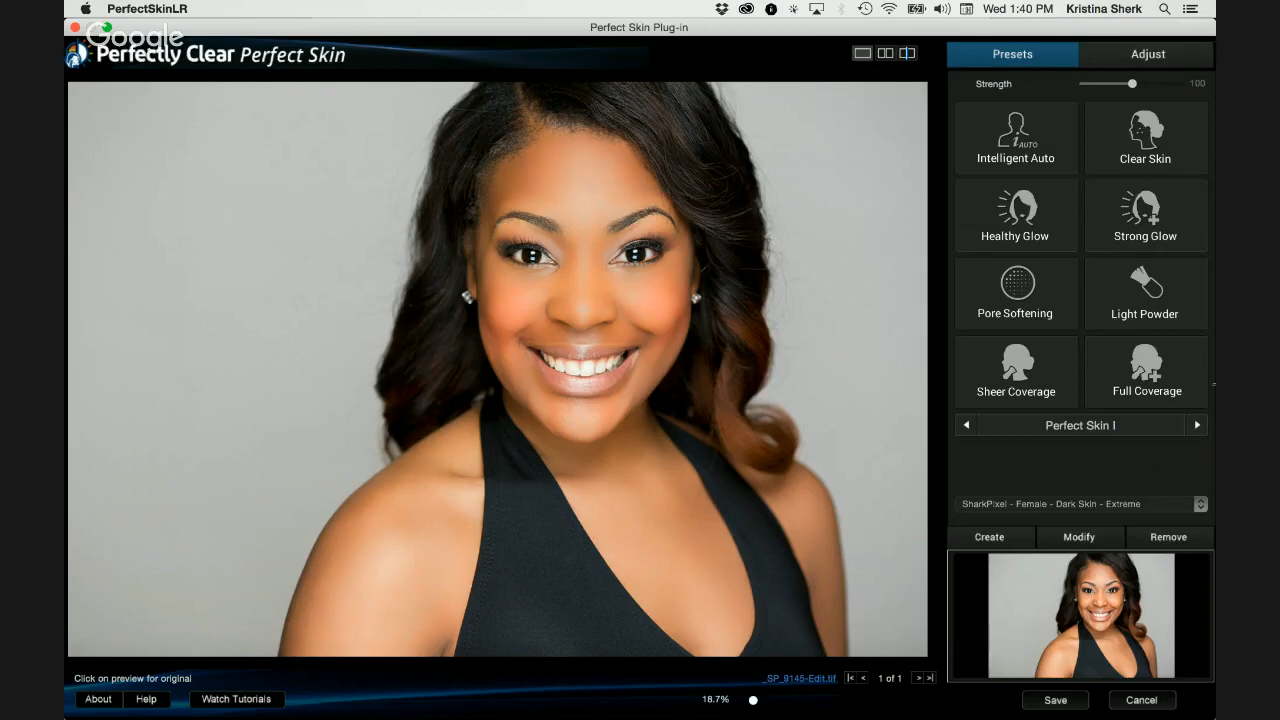 PerfectSkinLR
Wed 1:40 PM Kristina Sherk
Perfect Skin Plug-in
Google
Perfectly Clear Perfect Skin
Presets
Adjust
Strength
100
iAUTO
Intelligent Auto
Clear Skin
Healthy Glow
Strong Glow
Pore Softening
Light Powder
Sheer Coverage
Full Coverage
Perfect Skin I
SharkPixel - Female - Dark Skin - Extreme
Create
Modify
Remove
Click on preview for original
_SP_9145-Edit.tif
1 of 1
About
Help
Watch Tutorials
18.7%
Save
Cancel